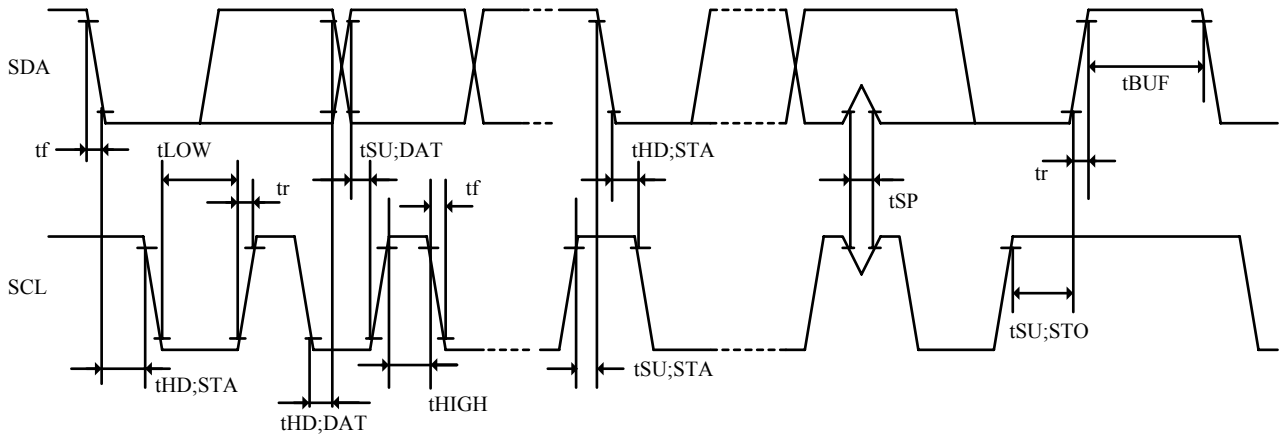 SDA
tBUF
tf
tLOW
tSU;DAT
tHD;STA
tr
tf
tSP
tr
SCL
tHD;STA
tHD;DAT
tHIGH
tSU;STA
tSU;STO